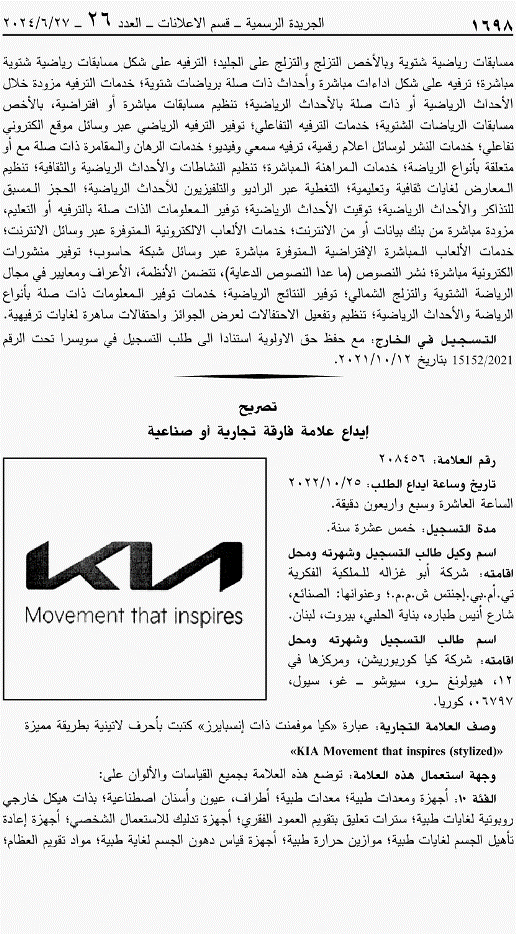 ١٦٩٨
الجريدة الرسمية ــ قسم الاعلانات ــ العدد ٢٦ ــ ٢٠٢٤/٦/٢٧
مسابقات رياضية شتوية وبالأخص التزلج والتزلج على الجليد؛ الترفيه على شكل مسابقات رياضية شتوية
مباشرة؛ ترفيه على شكل اداءات مباشرة وأحداث ذات صلة برياضات شتوية؛ خدمات الترفيه مزودة خلال
الأحداث الرياضية أو ذات صلة بالأحداث الرياضية؛ تنظيم مسابقات مباشرة أو افتراضية، بالأخص
مسابقات الرياضات الشتوية؛ خدمات الترفيه التفاعلي؛ توفير الترفيه الرياضي عبر وسائل موقع الكتروني
تفاعلي؛ خدمات النشر لوسائل اعلام رقمية، ترفيه سمعي وفيديو؛ خدمات الرهان والمقامرة ذات صلة مع أو
متعلقة بأنواع الرياضة؛ خدمات المراهنة المباشرة؛ تنظيم النشاطات والأحداث الرياضية والثقافية؛ تنظيم
المعارض لغايات ثقافية وتعليمية؛ التغطية عبر الراديو والتلفيزيون للأحداث الرياضية؛ الحجز المسبق
للتذاكر والأحداث الرياضية؛ توقيت الأحداث الرياضية؛ توفير المعلومات الذات صلة بالترفيه أو التعليم،
مزودة مباشرة من بنك بيانات أو من الانترنت؛ خدمات الألعاب الالكترونية المتوفرة عبر وسائل الانترنت؛
خدمات الألعاب المباشرة الإفتراضية المتوفرة مباشرة عبر وسائل شبكة حاسوب؛ توفير منشورات
الكترونية مباشرة؛ نشر النصوص (ما عدا النصوص الدعاية)، تتضمن الأنظمة، الأعراف ومعايير في مجال
الرياضة الشتوية والتزلج الشمالي؛ توفير النتائج الرياضية؛ خدمات توفير المعلومات ذات صلة بأنواع
الرياضة والأحداث الرياضية؛ تنظيم وتفعيل الاحتفالات لعرض الجوائز واحتفالات ساهرة لغايات ترفيهية.
التسجيل في الخارج: مع حفظ حق الاولوية استنادا الى طلب التسجيل في سويسرا تحت الرقم
15152/2021 بتاريخ ٢٠٢١/١٠/١٢.
تصريح
إيداع علامة فارقة تجارية أو صناعية
رقم العلامة: ٢٠٨٤٥٦
تاريخ وساعة ايداع الطلب: ٢٠٢٢/١٠/٢٥
الساعة العاشرة وسبع واربعون دقيقة.
مدة التسجيل: خمس عشرة سنة.
اسم وكيل طالب التسجيل وشهرته ومحل
اقامته: شركة أبو غزاله للملكية الفكرية
تي.أم.بي.إجنتس ش.م.م.؛ وعنوانها: الصنائع،
شارع أنيس طباره، بناية الحلبي، بيروت، لبنان.
اسم طالب التسجيل وشهرته ومحل
اقامته: شركة كيا كوربوريشن، ومركزها في
١٢، هيولونغ ــرو، سيوشو ــ غو، سيول،
٠٦٧٩٧، كوريا.
KIA
Movement that inspires
وصف العلامة التجارية: عبارة «كيا موفمنت ذات إنسبايرز» كتبت بأحرف لاتينية بطريقة مميزة
«KIA Movement that inspires (stylized)»
وجهة استعمال هذه العلامة: توضع هذه العلامة بجميع القياسات والألوان على:
الفئة ١٠: أجهزة ومعدات طبية؛ معدات طبية؛ أطراف، عيون وأسنان اصطناعية؛ بذات هيكل خارجي
روبوتية لغايات طبية؛ سترات تعليق بتقويم العمود الفقري؛ أجهزة تدليك للاستعمال الشخصي؛ أجهزة إعادة
تأهيل الجسم لغايات طبية؛ موازين حرارة طبية؛ أجهزة قياس دهون الجسم لغاية طبية؛ مواد تقويم العظام؛